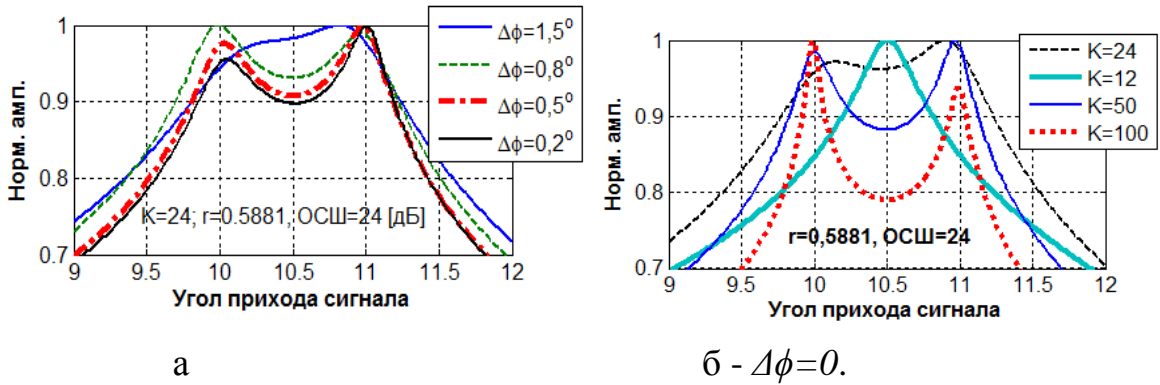 Норм. амп.
1
0.9
0.8
0.7
9 9.5 10 10.5 11 11.5 12
Угол прихода сигнала
K=24; r=0.5881, ОСШ=24 [дБ]
Δϕ=1,5⁰
Δϕ=0,8⁰
Δϕ=0,5⁰
Δϕ=0,2⁰
а
Норм. амп.
1
0.9
0.8
0.7
9 9.5 10 10.5 11 11.5 12
Угол прихода сигнала
r=0,5881, ОСШ=24
K=24
K=12
K=50
K=100
б - Δϕ=0.